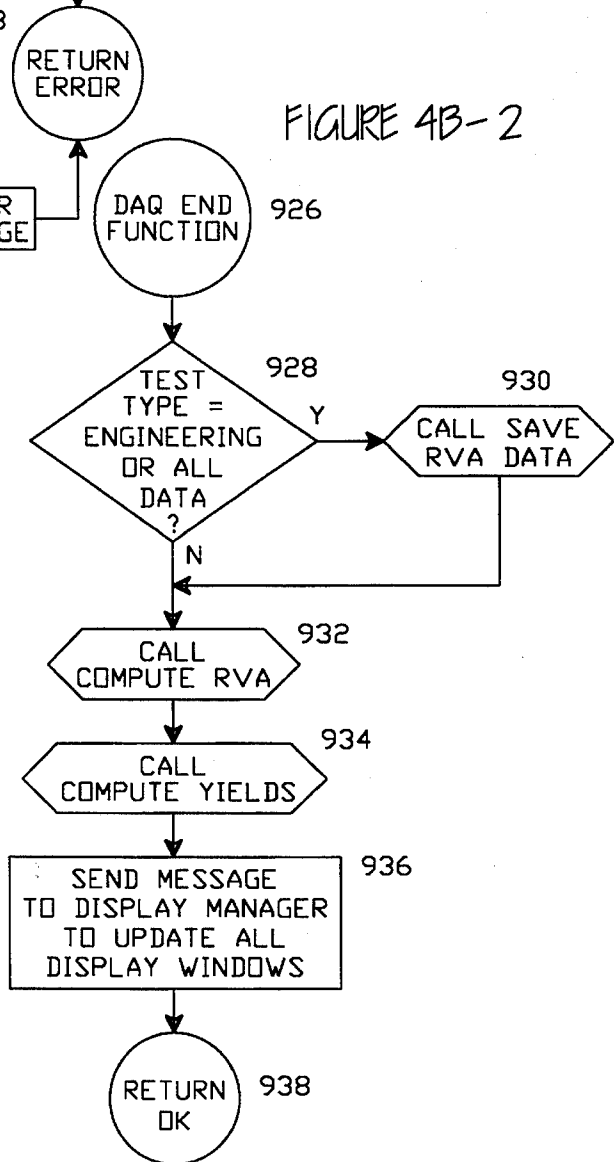 RETURN
ERROR
FIGURE 4B-2
DAQ END
FUNCTION
926
TEST
TYPE =
ENGINEERING
OR ALL
DATA
?
928
Y
930
CALL SAVE
RVA DATA
N
CALL
COMPUTE RVA
932
CALL
COMPUTE YIELDS
934
SEND MESSAGE
TO DISPLAY MANAGER
TO UPDATE ALL
DISPLAY WINDOWS
936
RETURN
OK
938